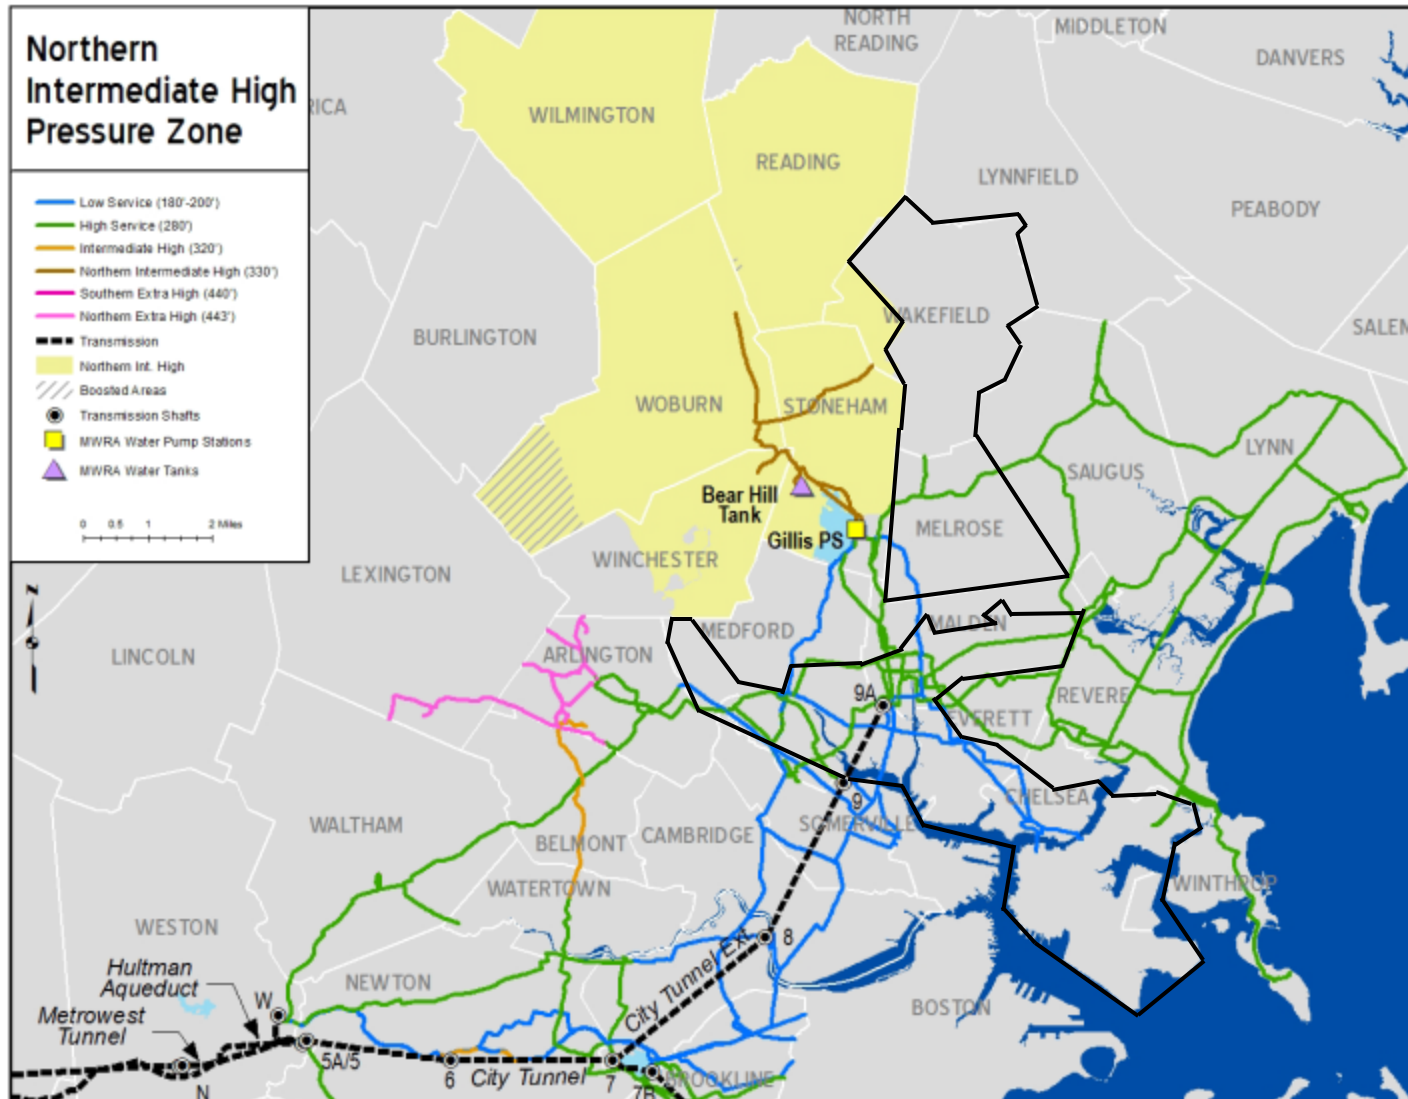 Northern
Intermediate High
Pressure Zone
Low Service (180'-200')
High Service (280')
Intermediate High (320')
Northern Intermediate High (330')
Southern Extra High (440')
Northern Extra High (443')
Transmission
Northern Int. High
Boosted Areas
Transmission Shafts
MWRA Water Pump Stations
MWRA Water Tanks
0 0.5 1 2 Miles
N
RICA
NORTH
READING
MIDDLETON
DANVERS
WILMINGTON
READING
LYNNFIELD
PEABODY
BURLINGTON
WAKEFIELD
SALEM
WOBURN
STONEHAM
LYNN
SAUGUS
Bear Hill
Tank
Gillis PS
MELROSE
WINCHESTER
LEXINGTON
MEDFORD
MALDEN
LINCOLN
ARLINGTON
9A
REVERE
EVERETT
9
CHELSEA
WALTHAM
BELMONT
CAMBRIDGE
SOMERVILLE
WATERTOWN
WINTHROP
WESTON
8
Hultman
Aqueduct
NEWTON
City Tunnel Ext.
BOSTON
W
Metrowest
Tunnel
5A/5
6
City Tunnel
7
7B
BROOKLINE
N